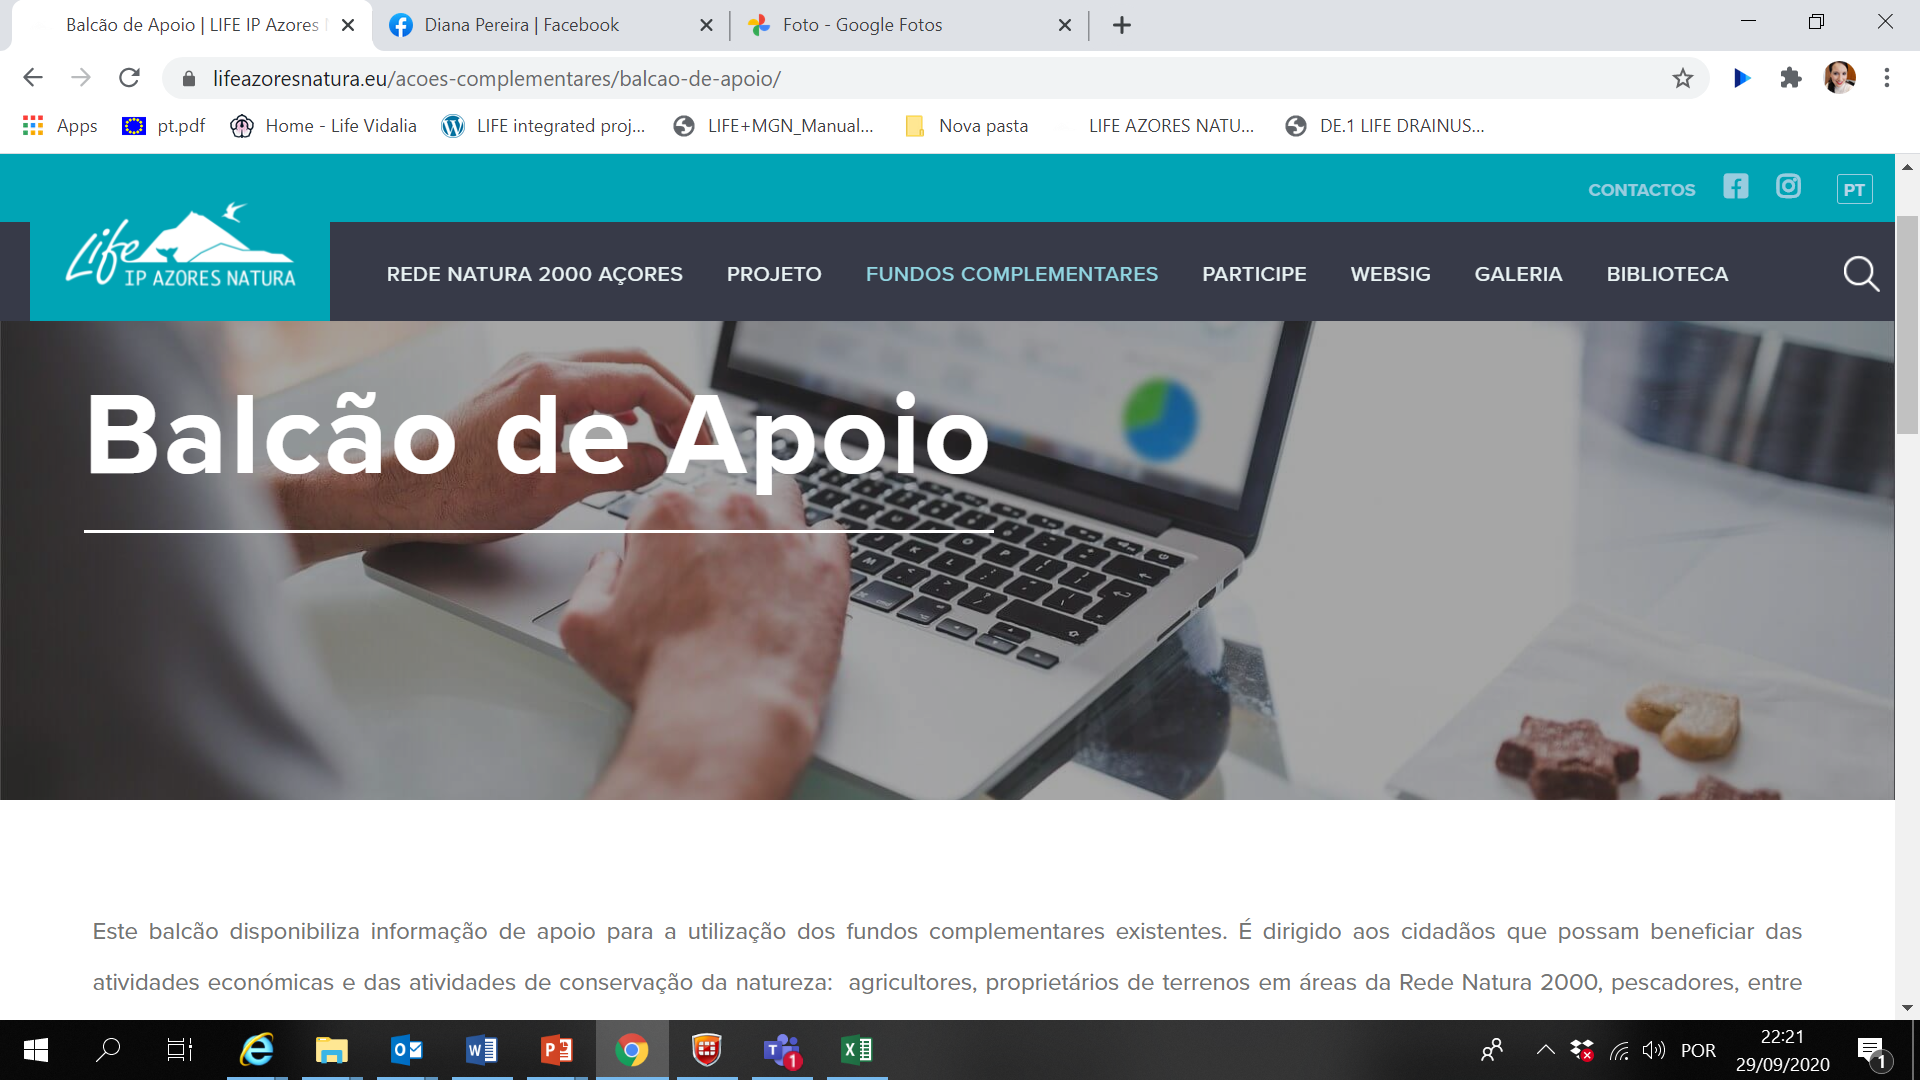 Balcão de Apoio | LIFE IP Azores
Diana Pereira | Facebook
Foto - Google Fotos
lifeazoresnatura.eu/acoes-complementares/balcao-de-apoio/
Apps
pt.pdf
Home - Life Vidalia
LIFE integrated proj...
LIFE+MGN_Manual...
Nova pasta
LIFE AZORES NATU...
DE.1 LIFE DRAINUS...
CONTACTOS
PT
Life
IP AZORES NATURA
REDE NATURA 2000 AÇORES
PROJETO
FUNDOS COMPLEMENTARES
PARTICIPE
WEBSIG
GALERIA
BIBLIOTECA
Balcão de Apoio
Este balcão disponibiliza informação de apoio para a utilização dos fundos complementares existentes. É dirigido aos cidadãos que possam beneficiar das
atividades económicas e das atividades de conservação da natureza: agricultores, proprietários de terrenos em áreas da Rede Natura 2000, pescadores, entre
POR
22:21
29/09/2020
1
1